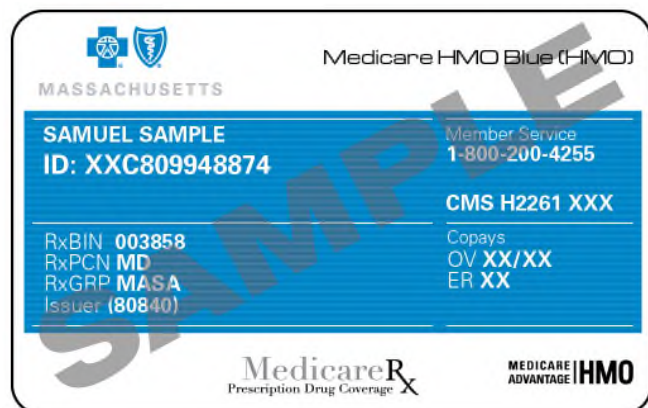 MASSACHUSETTS
Medicare HMO Blue (HMO)
SAMUEL SAMPLE
ID: XXC809948874
Member Service
1-800-200-4255
CMS H2261 XXX
RxBIN 003858
RxPCN MD
RxGRP MASA
Issuer (80840)
Copays
OV XX/XX
ER XX
SAMPLE
MedicareRx
Prescription Drug Coverage
MEDICARE
ADVANTAGE | HMO